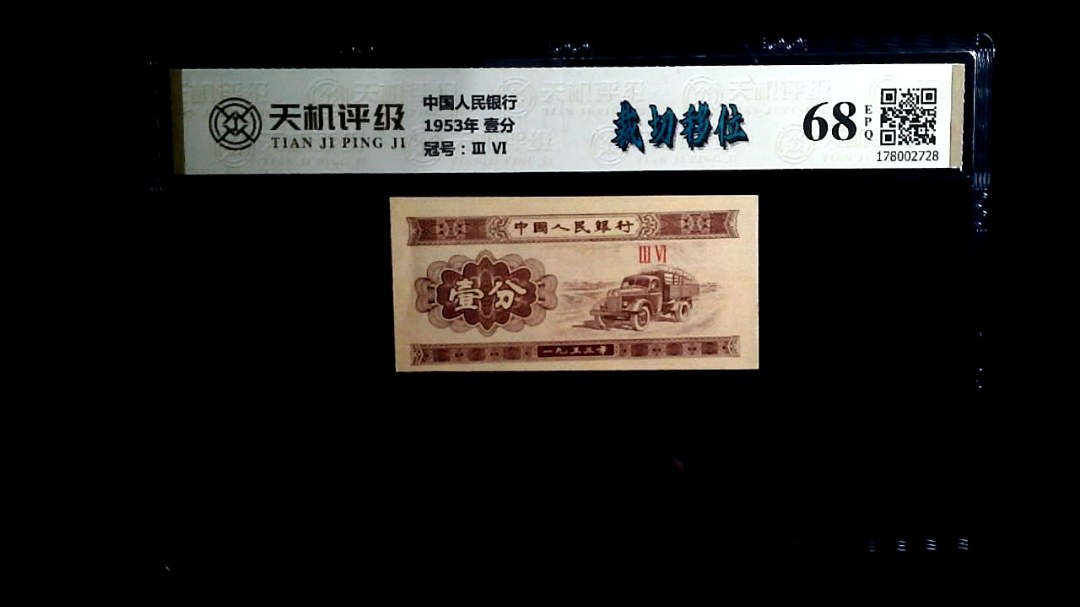 天机评级
TIAN JI PING JI
中国人民银行
1953年 壹分
冠号：Ⅲ Ⅵ
裁切移位
68
EPQ
178002728
中國人民銀行
Ⅲ Ⅵ
壹分
一九五三年